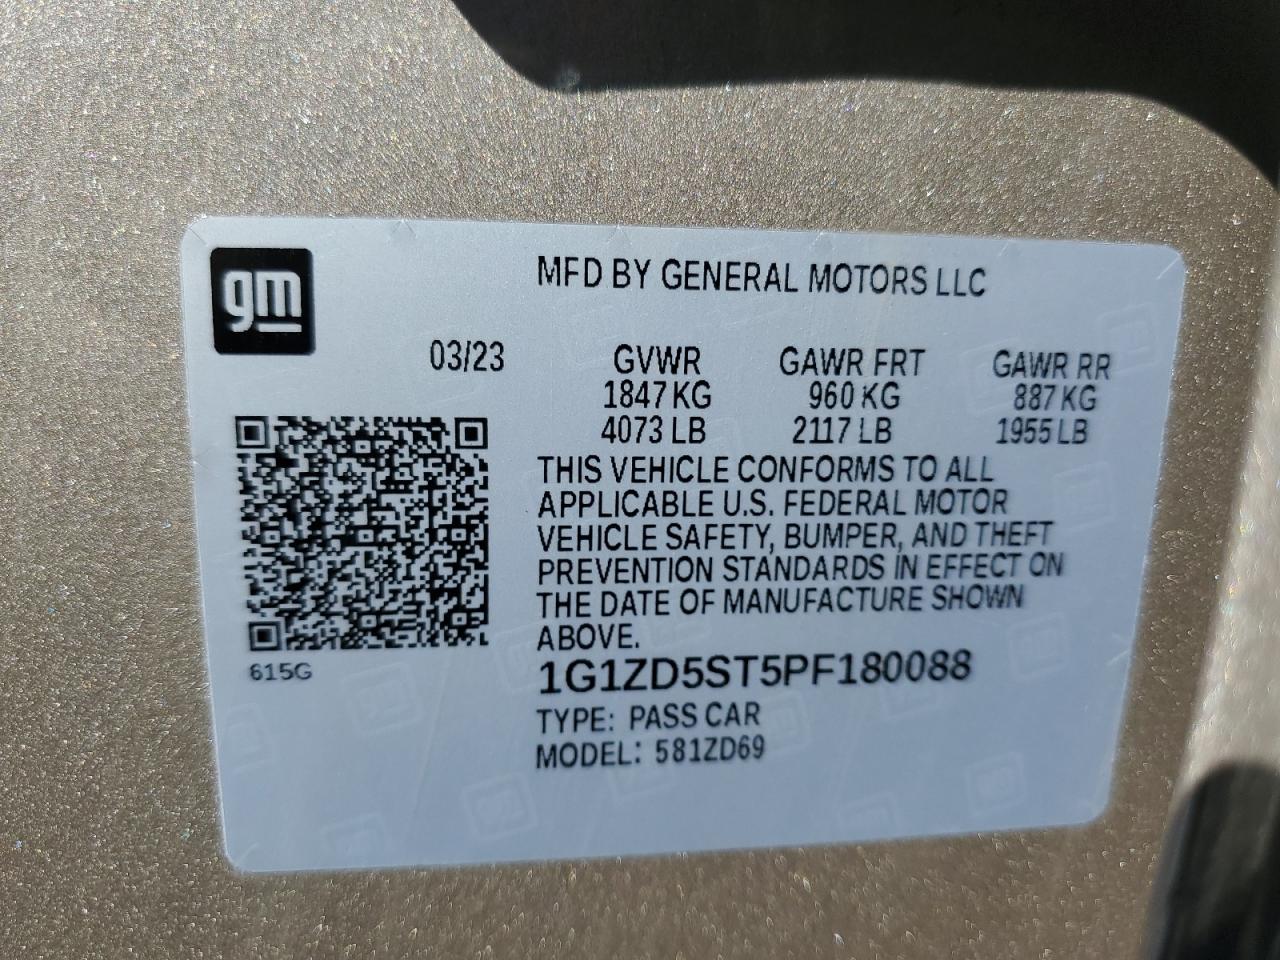 gm
MFD BY GENERAL MOTORS LLC
03/23 GVWR GAWR FRT GAWR RR
1847 KG 960 KG 887 KG
4073 LB 2117 LB 1955 LB
THIS VEHICLE CONFORMS TO ALL
APPLICABLE U.S. FEDERAL MOTOR
VEHICLE SAFETY, BUMPER, AND THEFT
PREVENTION STANDARDS IN EFFECT ON
THE DATE OF MANUFACTURE SHOWN
ABOVE.
615G
1G1ZD5ST5PF180088
TYPE: PASS CAR
MODEL: 581ZD69